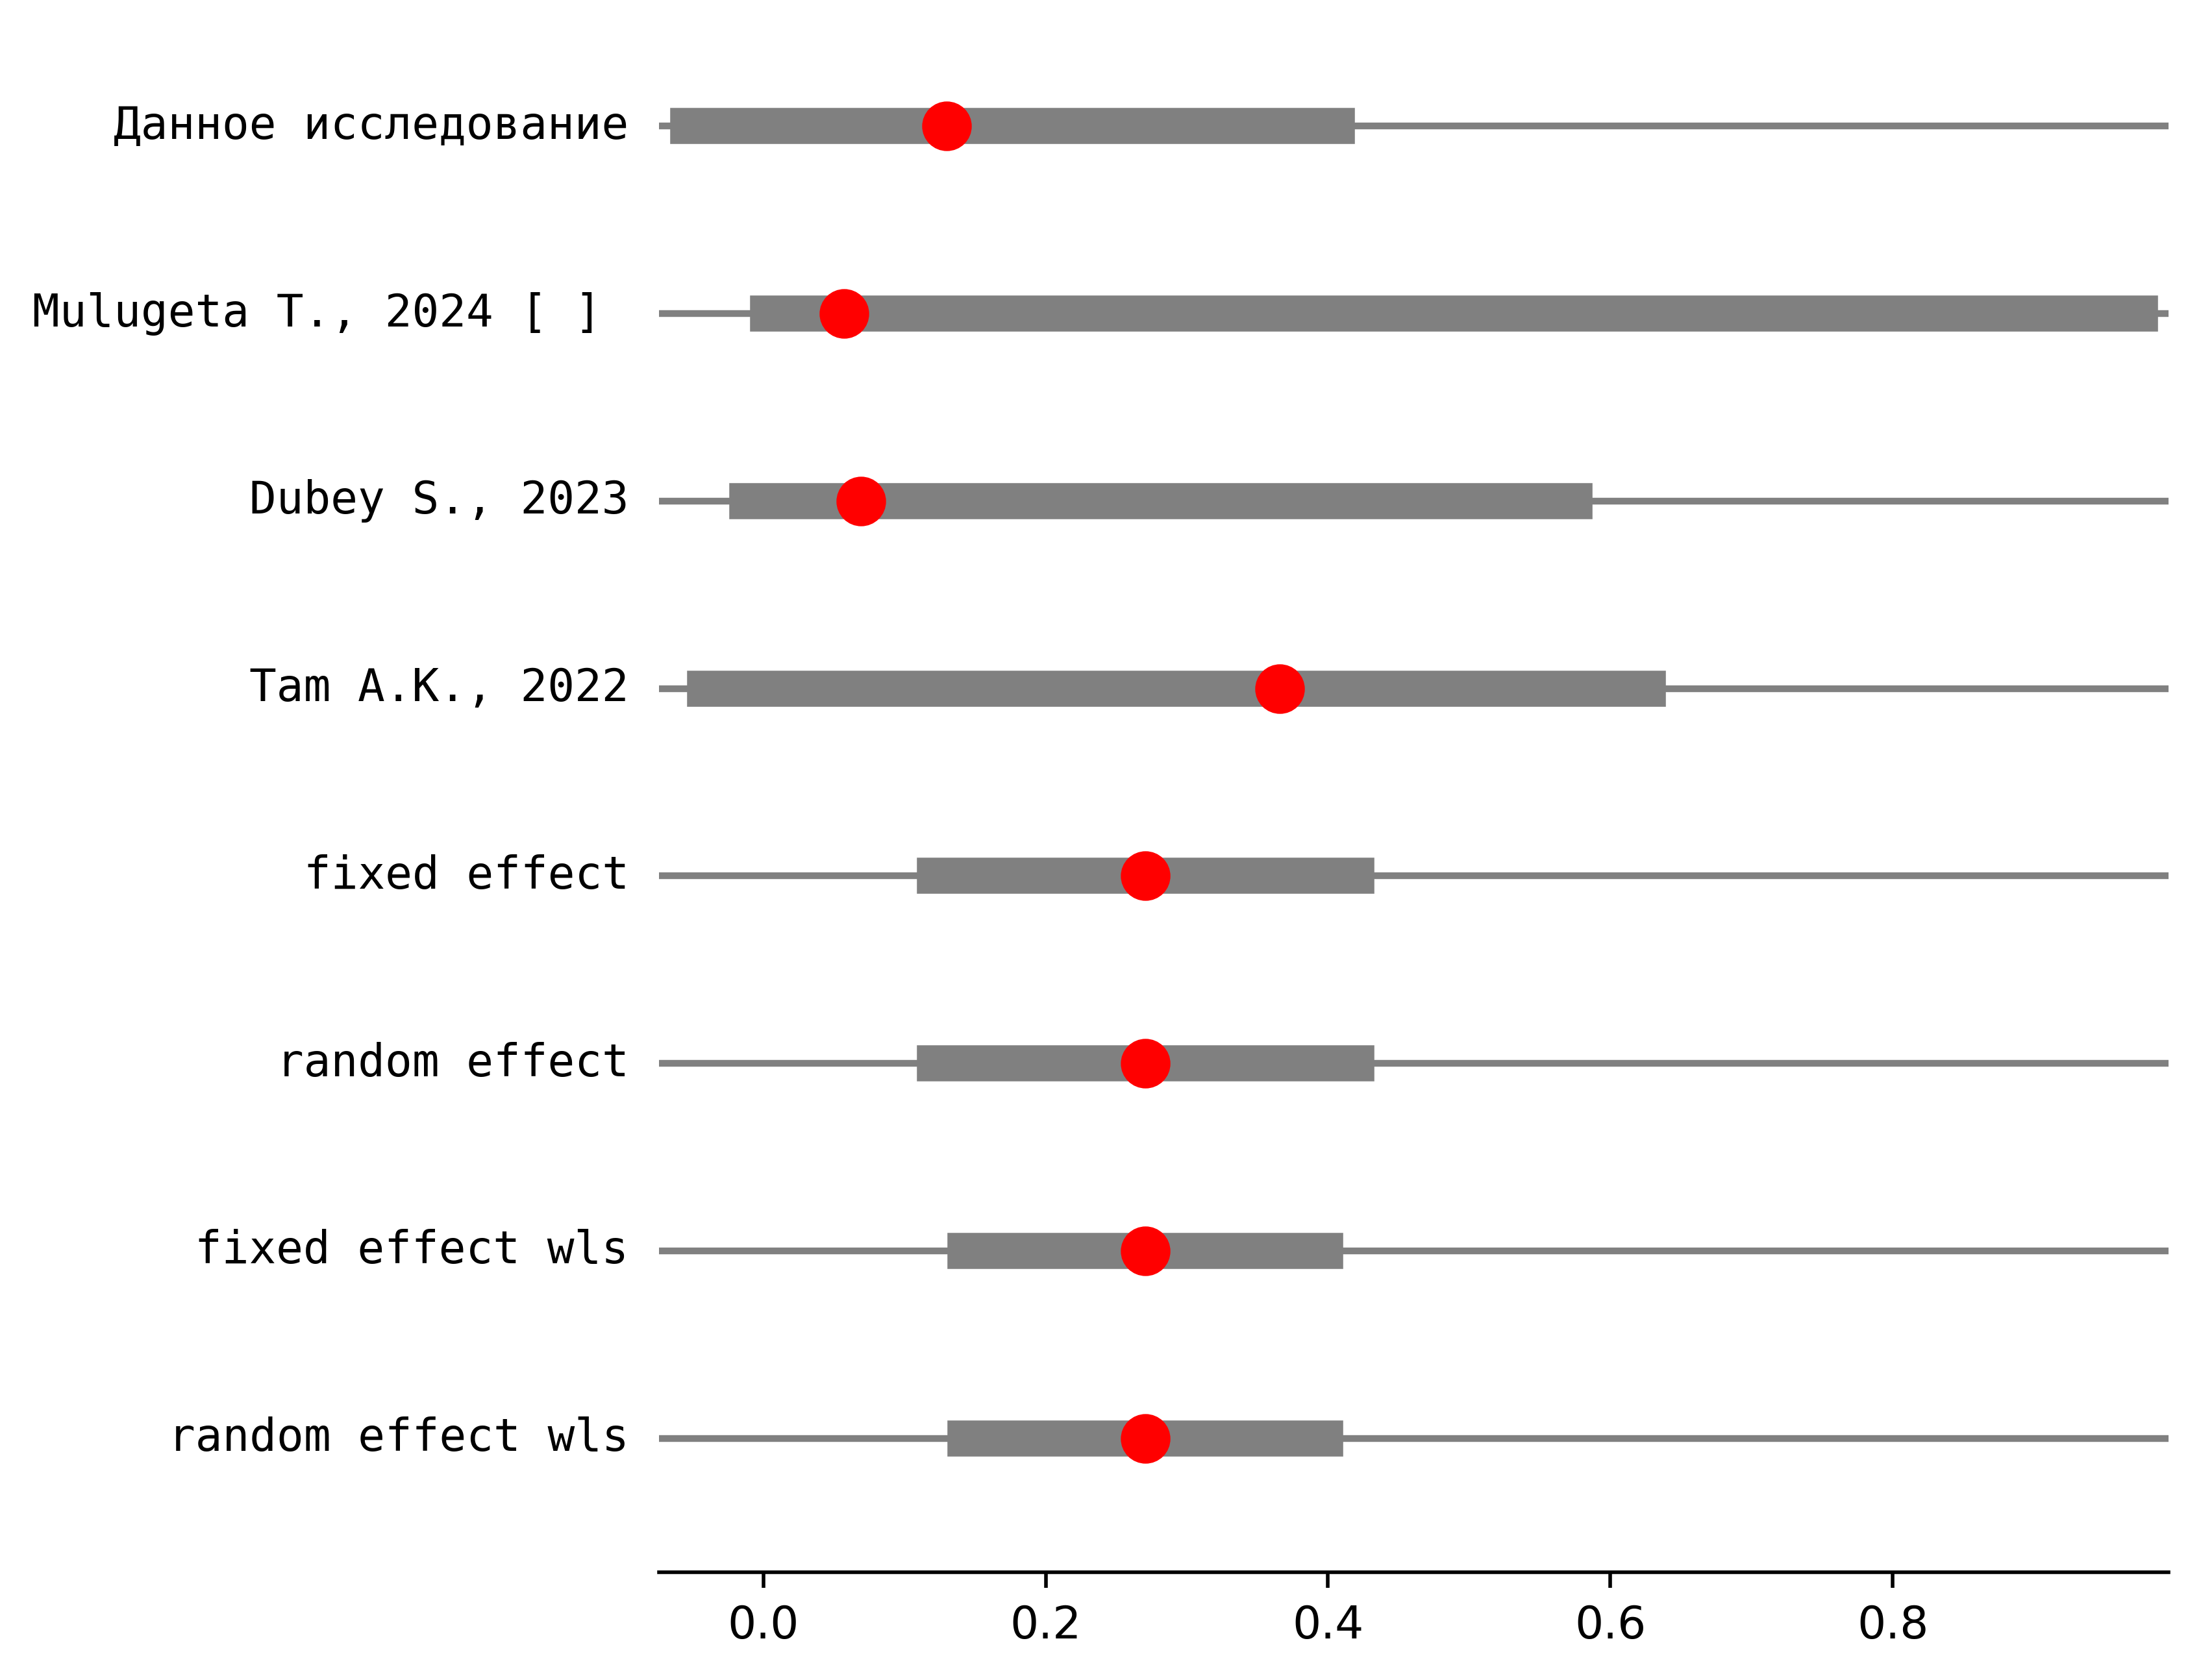 Данное исследование
Mulugeta T., 2024 [ ]
Dubey S., 2023
Tam A.K., 2022
fixed effect
random effect
fixed effect wls
random effect wls
0.0 0.2 0.4 0.6 0.8